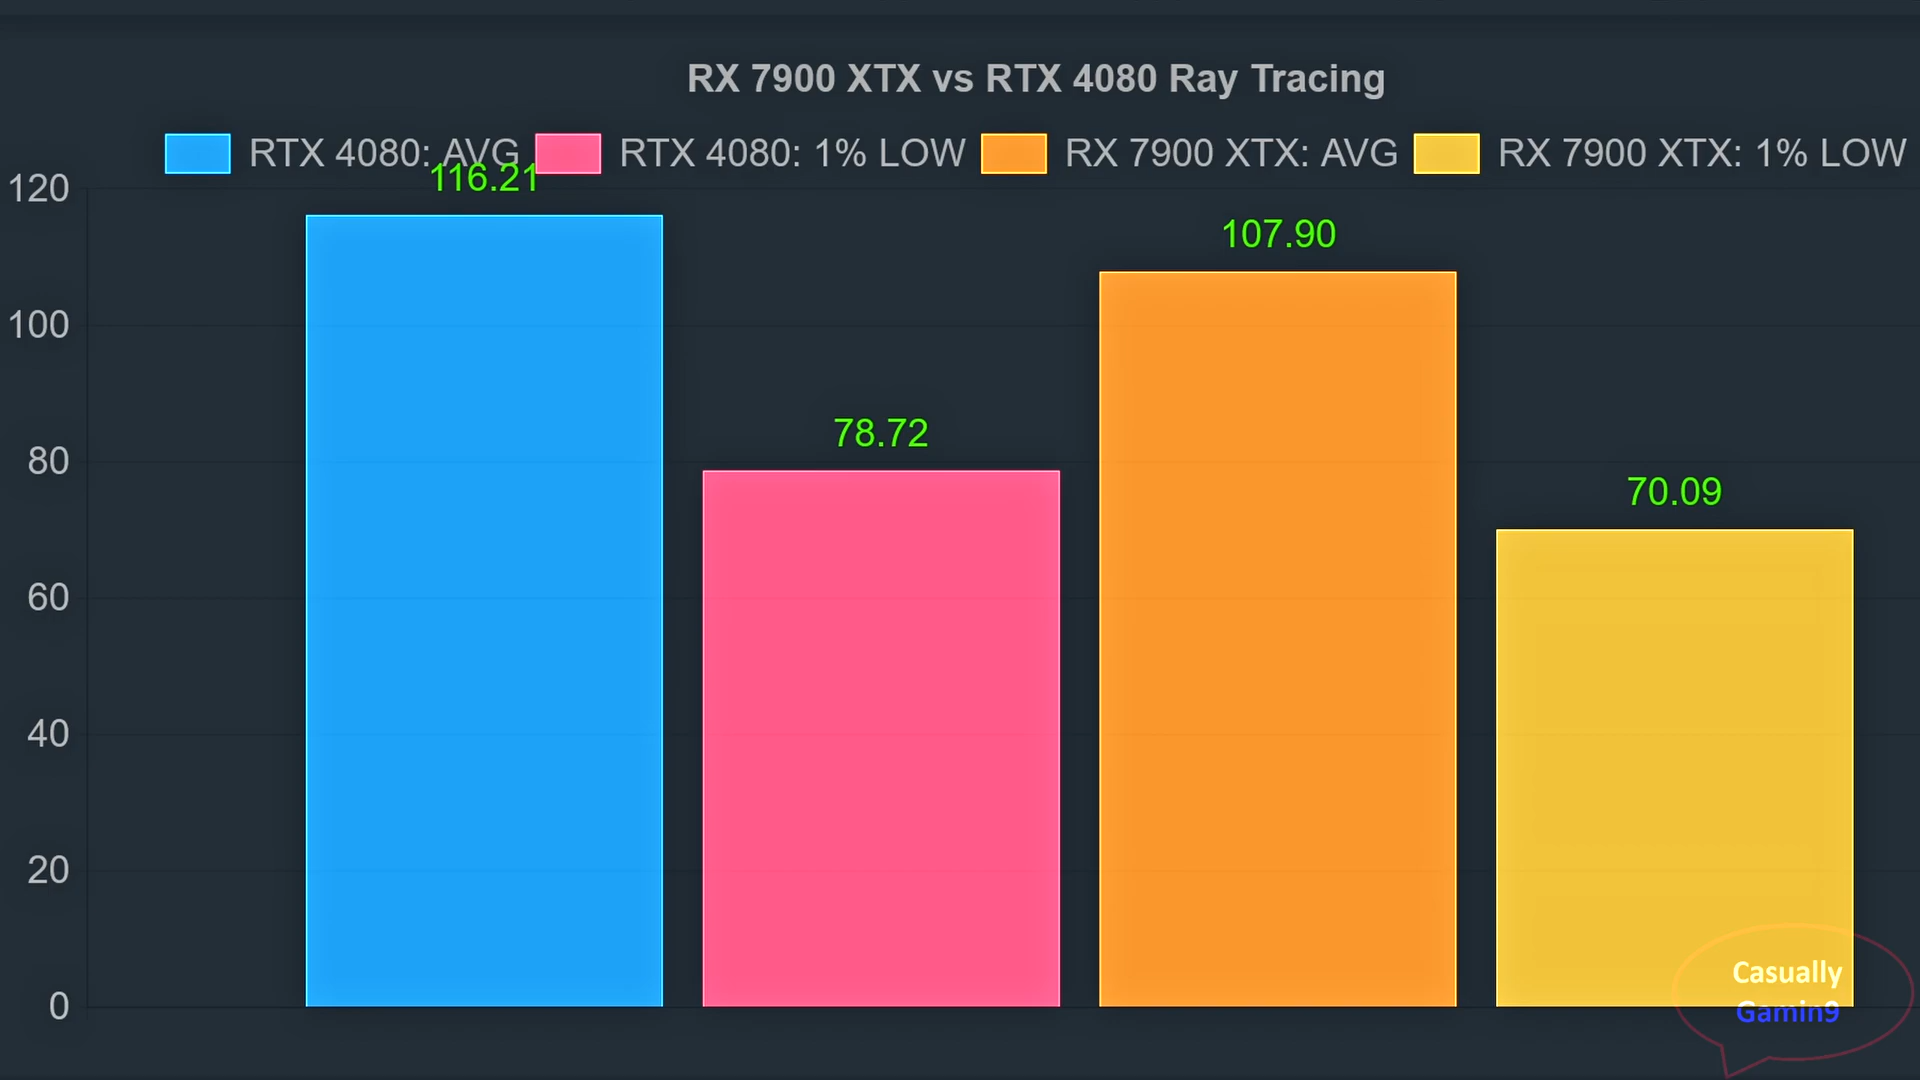 RX 7900 XTX vs RTX 4080 Ray Tracing
RTX 4080: AVG RTX 4080: 1% LOW RX 7900 XTX: AVG RX 7900 XTX: 1% LOW
116.21
120
107.90
100
78.72
80
70.09
60
40
20
0
Casually
Gamin9